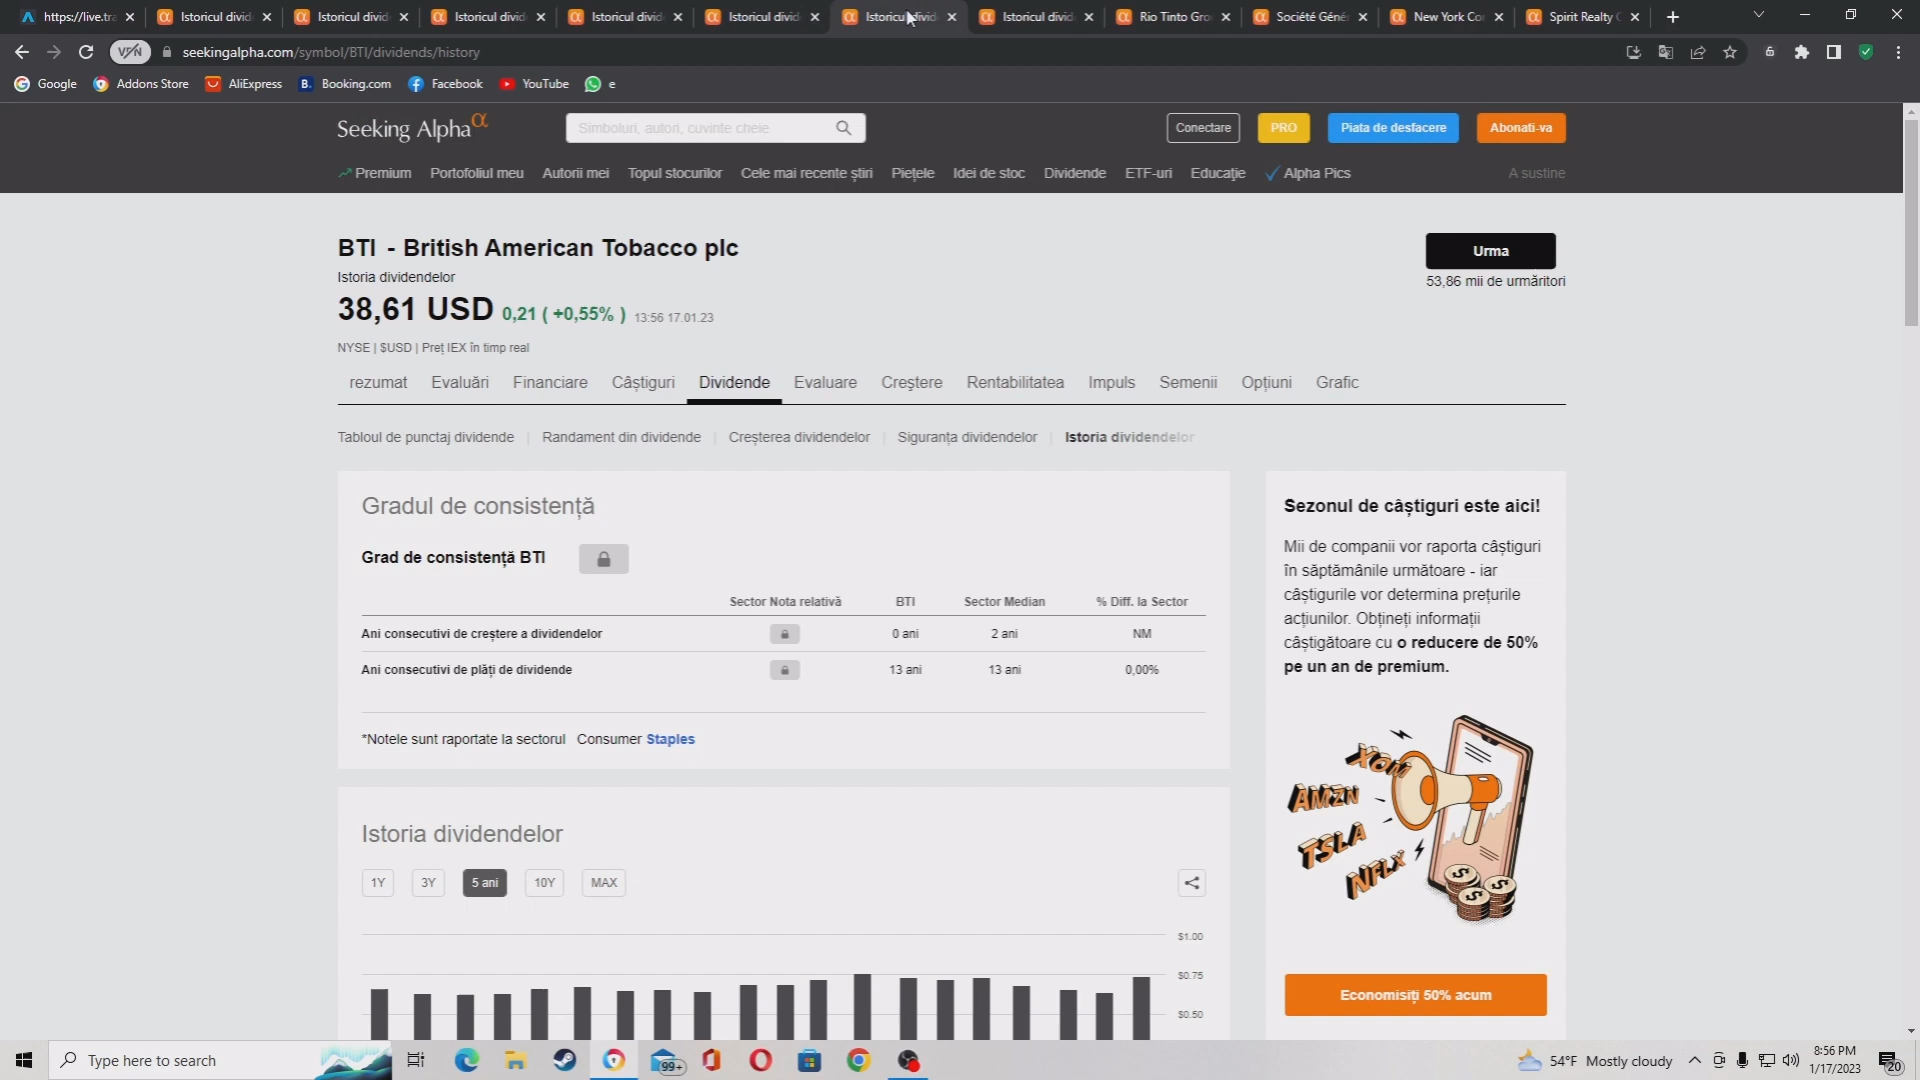 https://live.tra
Istoricul divid
Istoricul divid
Istoricul divid
Istoricul divid
Istoricul divid
Istoricul divid
Istoricul divid
Rio Tinto Gro
Société Génér
New York Co
Spirit Realty C
VPN
seekingalpha.com/symbol/BTI/dividends/history
Google
Addons Store
AliExpress
B. Booking.com
Facebook
YouTube
e
Seeking Alpha α
Simboluri, autori, cuvinte cheie
Conectare
PRO
Piata de desfacere
Abonati-va
Premium
Portofoliul meu
Autorii mei
Topul stocurilor
Cele mai recente știri
Piețele
Idei de stoc
Dividende
ETF-uri
Educaţie
Alpha Pics
A sustine
BTI - British American Tobacco plc
Urma
Istoria dividendelor
53,86 mii de următoritori
38,61 USD 0,21 ( +0,55% ) 13:56 17.01.23
NYSE | $USD | Preț IEX în timp real
rezumat
Evaluări
Financiare
Câștiguri
Dividende
Evaluare
Creştere
Rentabilitatea
Impuls
Semenii
Opțiuni
Grafic
Tabloul de punctaj dividende
Randament din dividende
Creșterea dividendelor
Siguranța dividendelor
Istoria dividendelor
Gradul de consistență
Grad de consistență BTI
Sector Nota relativă BTI Sector Median % Diff. la Sector
Ani consecutivi de creștere a dividendelor 0 ani 2 ani NM
Ani consecutivi de plăți de dividende 13 ani 13 ani 0,00%
*Notele sunt raportate la sectorul Consumer Staples
Sezonul de câștiguri este aici!
Mii de companii vor raporta câștiguri
în săptămânile următoare - iar
câștigurile vor determina prețurile
acțiunilor. Obțineți informații
câștigătoare cu o reducere de 50%
pe un an de premium.
XOM
AMZN
TSLA
NFLX
Economisiți 50% acum
Istoria dividendelor
1Y
3Y
5 ani
10Y
MAX
$1.00
$0.75
$0.50
Type here to search
99+
54°F Mostly cloudy
8:56 PM
1/17/2023
20